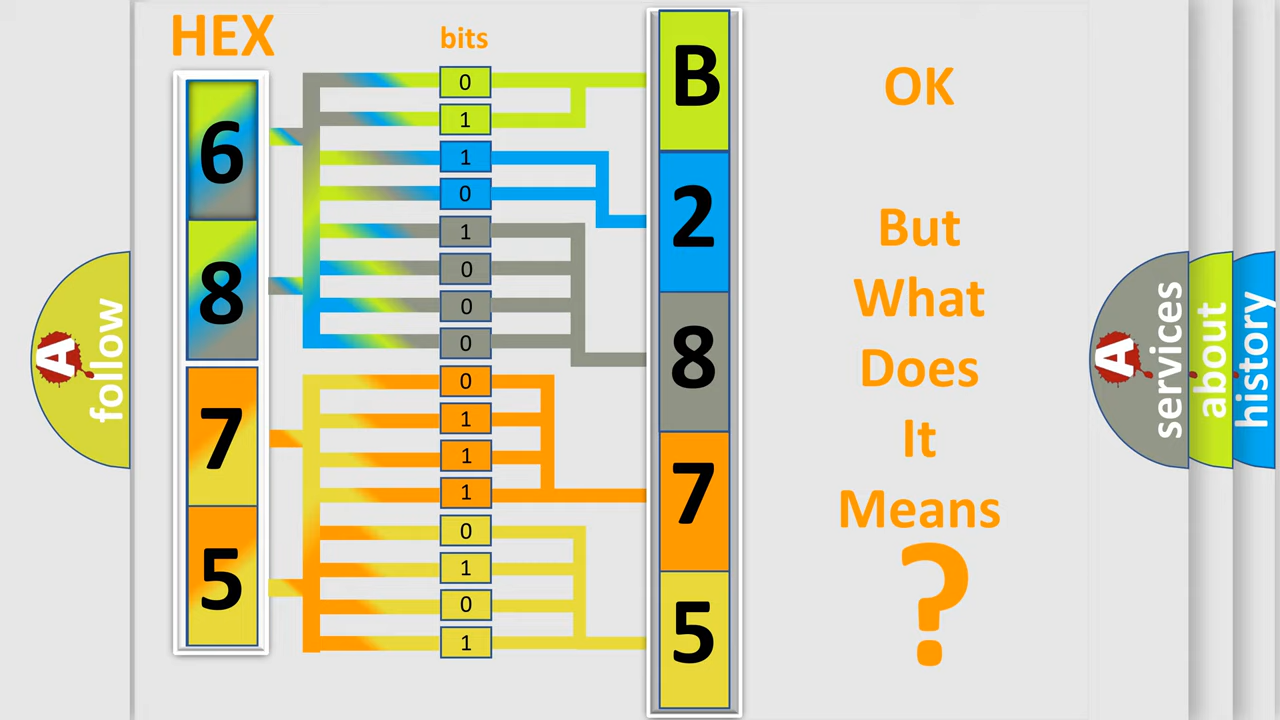 HEX
bits
6
8
7
5
0
1
1
0
1
0
0
0
0
1
1
1
0
1
0
1
B
2
8
7
5
OK
But
What
Does
It
Means
?
A
follow
A
services
about
history